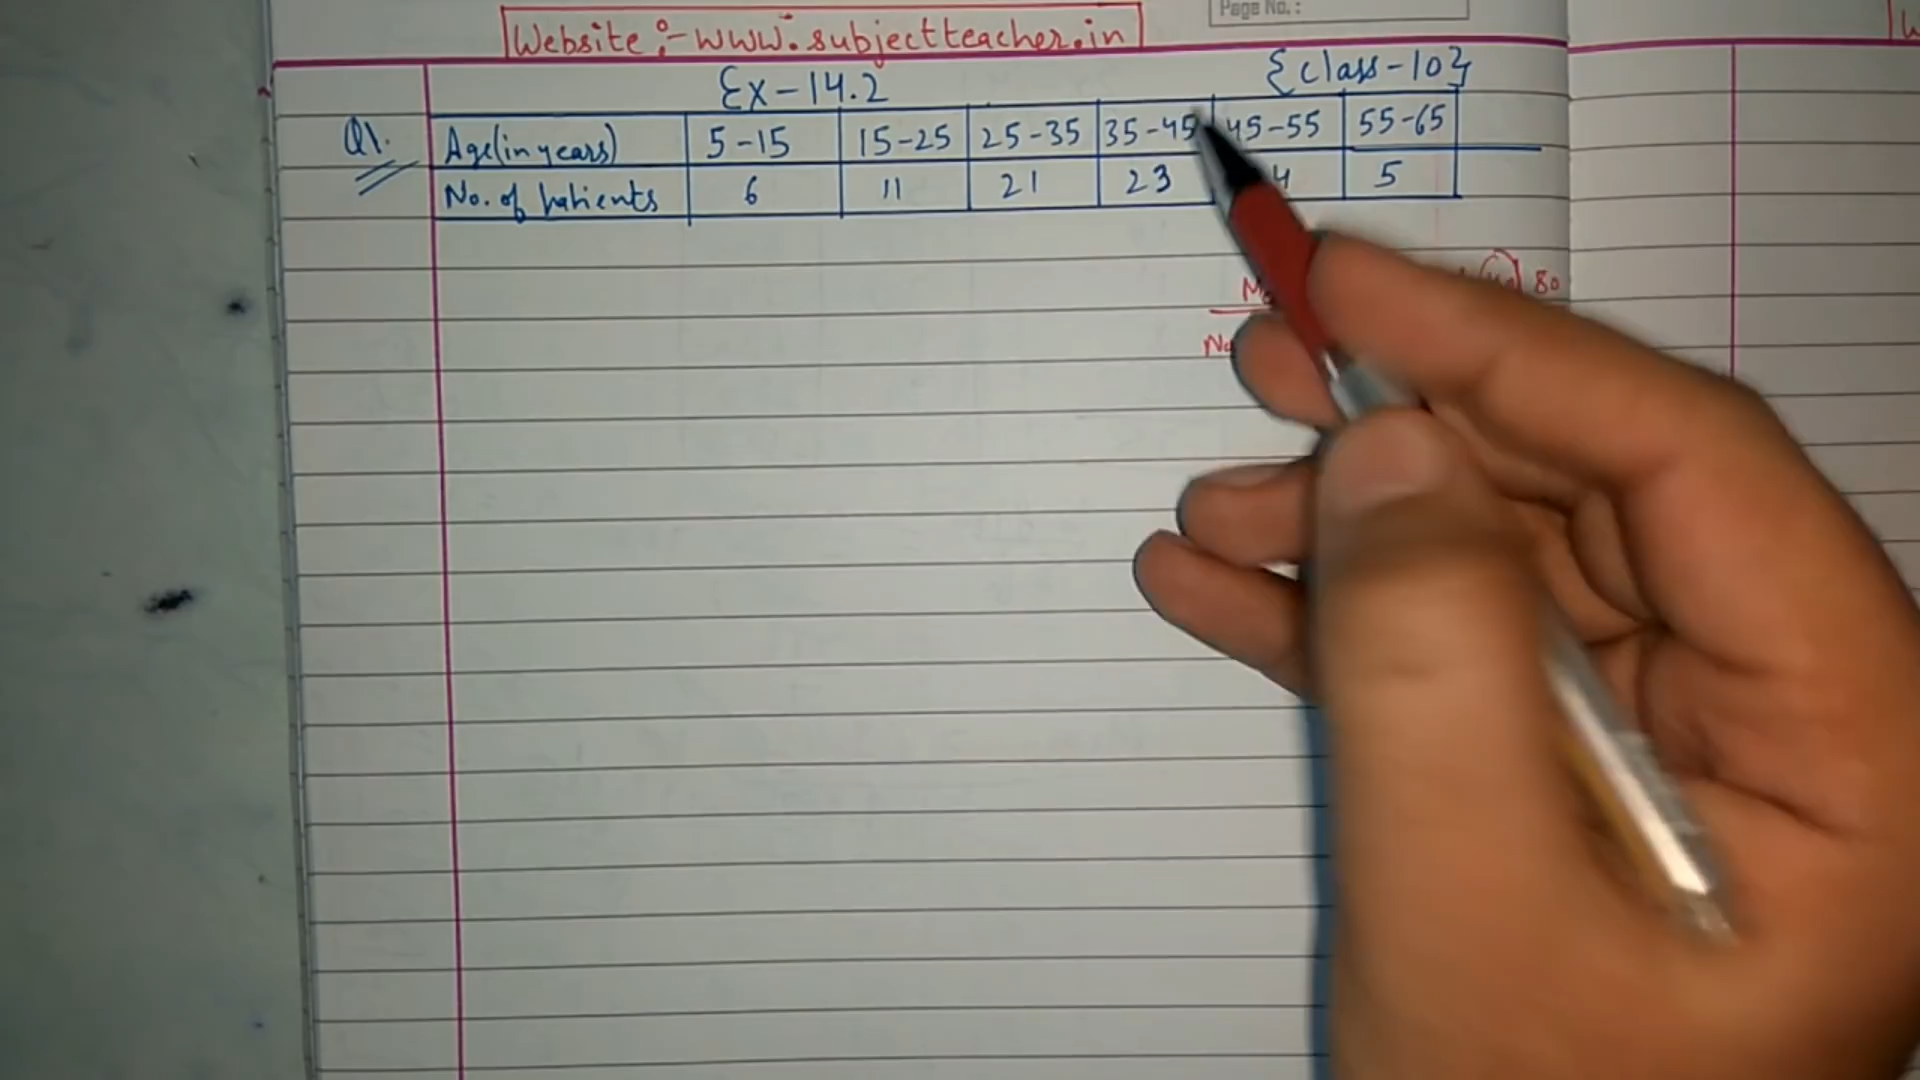 Page No. :
Website :- www.subjectteacher.in
Ex - 14.2 {class-10}
Q1. Age(in years) 5-15 15-25 25-35 35-45 45-55 55-65
No. of patients 6 11 21 23 4 5
80